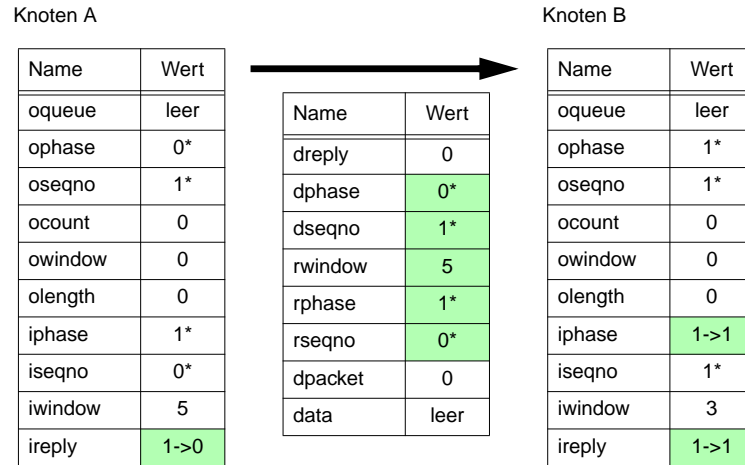 Knoten A
Name Wert
oqueue leer
ophase 0*
oseqno 1*
ocount 0
owindow 0
olength 0
iphase 1*
iseqno 0*
iwindow 5
ireply 1->0
Name Wert
dreply 0
dphase 0*
dseqno 1*
rwindow 5
rphase 1*
rseqno 0*
dpacket 0
data leer
Knoten B
Name Wert
oqueue leer
ophase 1*
oseqno 1*
ocount 0
owindow 0
olength 0
iphase 1->1
iseqno 1*
iwindow 3
ireply 1->1